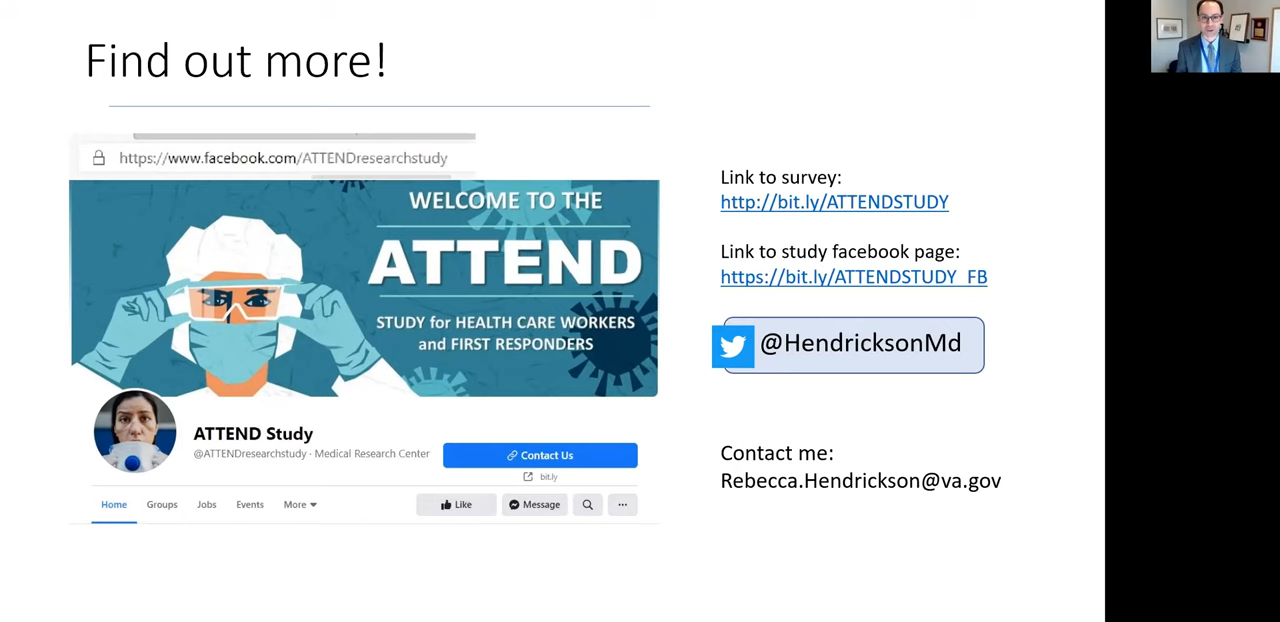 Find out more!
https://www.facebook.com/ATTENDresearchstudy
WELCOME TO THE
ATTEND
STUDY for HEALTH CARE WORKERS
and FIRST RESPONDERS
ATTEND Study
@ATTENDresearchstudy · Medical Research Center
Contact Us
bit.ly
Home Groups Jobs Events More
Like Message ...
Link to survey:
http://bit.ly/ATTENDSTUDY
Link to study facebook page:
https://bit.ly/ATTENDSTUDY_FB
@HendricksonMd
Contact me:
Rebecca.Hendrickson@va.gov